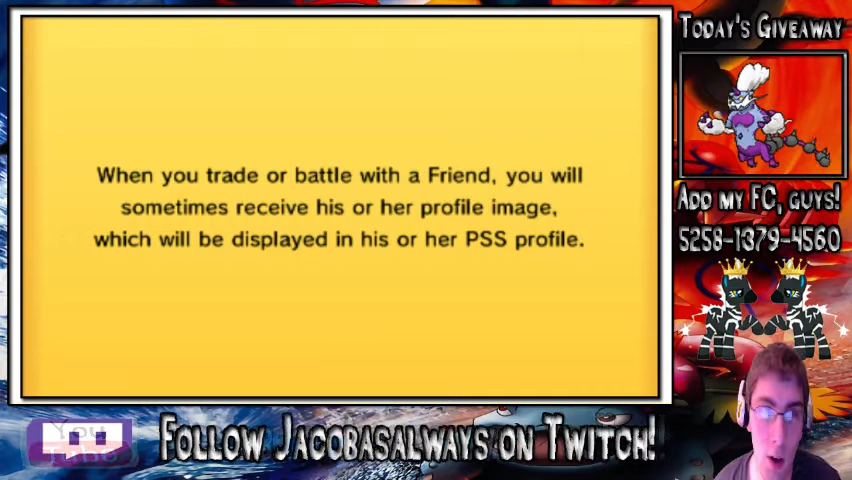 TODAY'S GIVEAWAY
When you trade or battle with a Friend, you will
sometimes receive his or her profile image,
which will be displayed in his or her PSS profile.
ADD MY FC, GUYS!
5258-1379-4560
You
Tube
FOLLOW JACOBASALWAYS ON TWITCH!